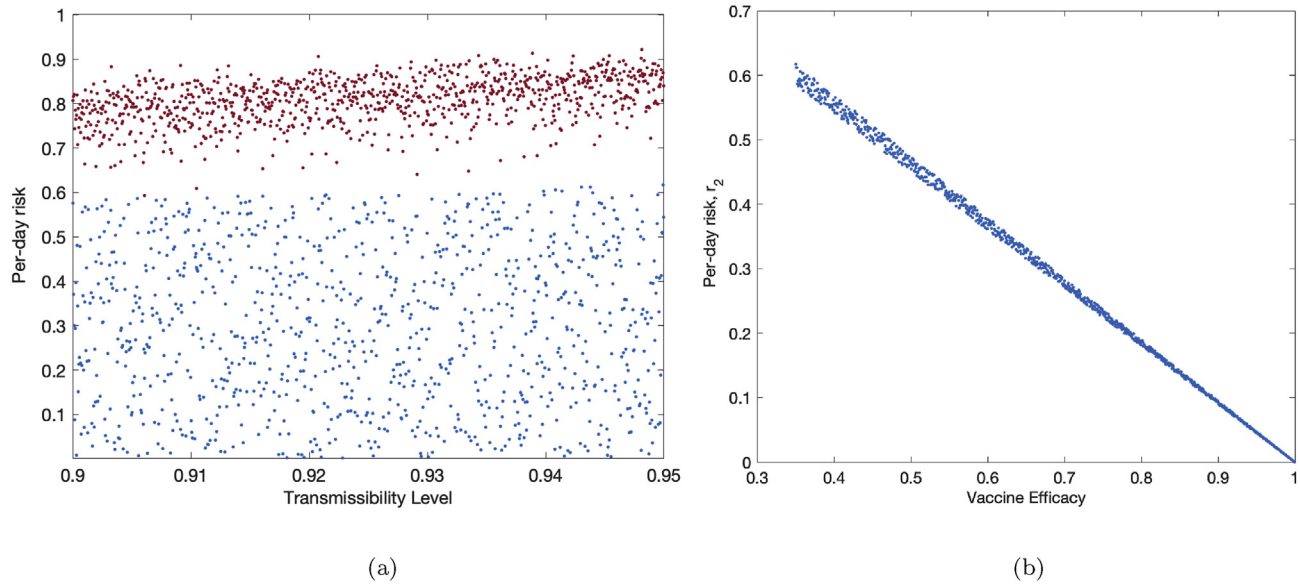 1
0.9
0.8
0.7
0.6
0.5
0.4
0.3
0.2
0.1
Per-day risk
0.9 0.91 0.92 0.93 0.94 0.95
Transmissibility Level
(a)
0.7
0.6
0.5
0.4
0.3
0.2
0.1
0
Per-day risk, r2
0.3 0.4 0.5 0.6 0.7 0.8 0.9 1
Vaccine Efficacy
(b)